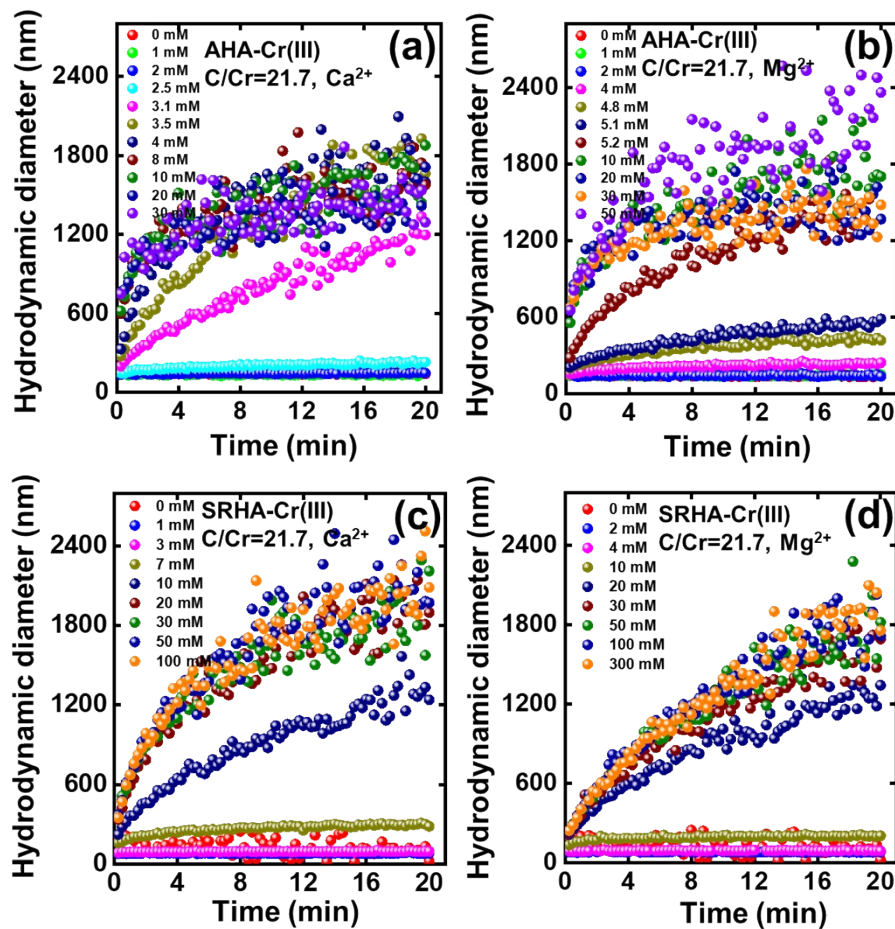 (a)
AHA-Cr(III)
C/Cr=21.7, Ca²⁺
0 mM
1 mM
2 mM
2.5 mM
3.1 mM
3.5 mM
4 mM
8 mM
10 mM
20 mM
30 mM
Hydrodynamic diameter (nm)
2400
1800
1200
600
0
0 4 8 12 16 20
Time (min)
(b)
AHA-Cr(III)
C/Cr=21.7, Mg²⁺
0 mM
1 mM
2 mM
4 mM
4.8 mM
5.1 mM
5.2 mM
10 mM
20 mM
30 mM
50 mM
Hydrodynamic diameter (nm)
2400
1800
1200
600
0
0 4 8 12 16 20
Time (min)
(c)
SRHA-Cr(III)
C/Cr=21.7, Ca²⁺
0 mM
1 mM
3 mM
7 mM
10 mM
20 mM
30 mM
50 mM
100 mM
Hydrodynamic diameter (nm)
2400
1800
1200
600
0
0 4 8 12 16 20
Time (min)
(d)
SRHA-Cr(III)
C/Cr=21.7, Mg²⁺
0 mM
2 mM
4 mM
10 mM
20 mM
30 mM
50 mM
100 mM
300 mM
Hydrodynamic diameter (nm)
2400
1800
1200
600
0
0 4 8 12 16 20
Time (min)